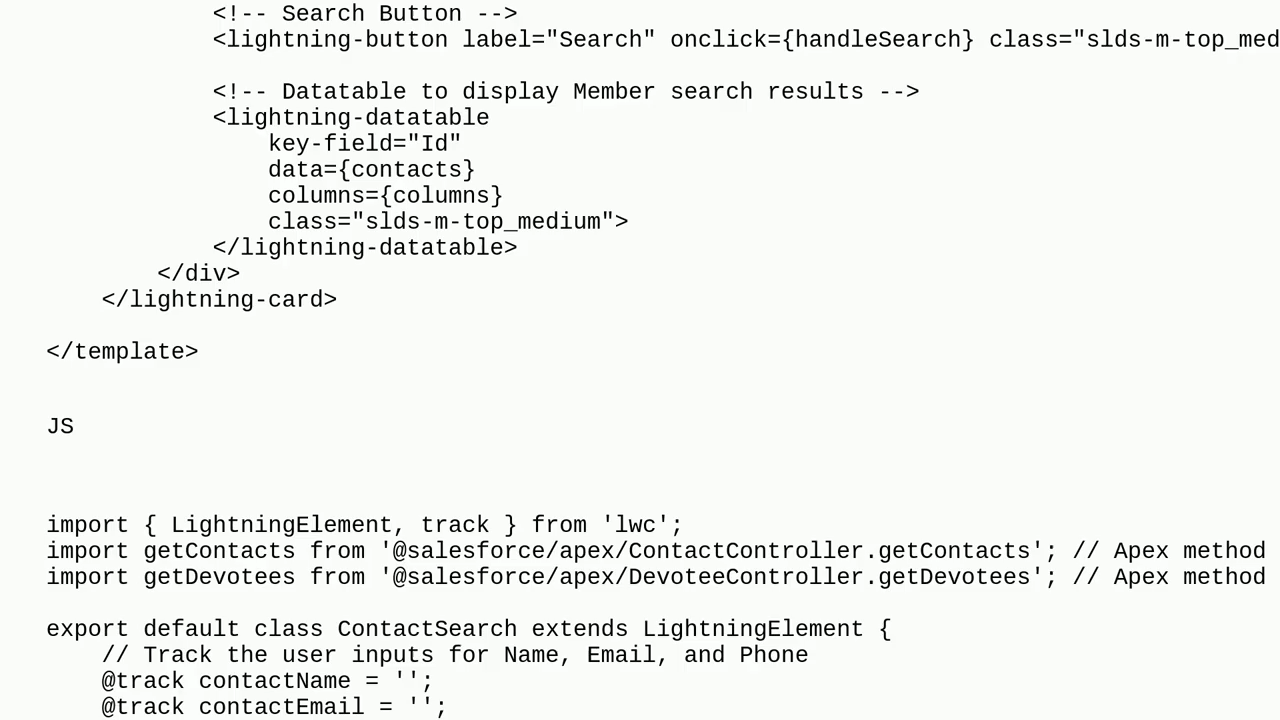 <!-- Search Button -->
<lightning-button label="Search" onclick={handleSearch} class="slds-m-top_med
<!-- Datatable to display Member search results -->
<lightning-datatable
key-field="Id"
data={contacts}
columns={columns}
class="slds-m-top_medium">
</lightning-datatable>
</div>
</lightning-card>
</template>
JS
import { LightningElement, track } from 'lwc';
import getContacts from '@salesforce/apex/ContactController.getContacts'; // Apex method
import getDevotees from '@salesforce/apex/DevoteeController.getDevotees'; // Apex method
export default class ContactSearch extends LightningElement {
// Track the user inputs for Name, Email, and Phone
@track contactName = '';
@track contactEmail = '';